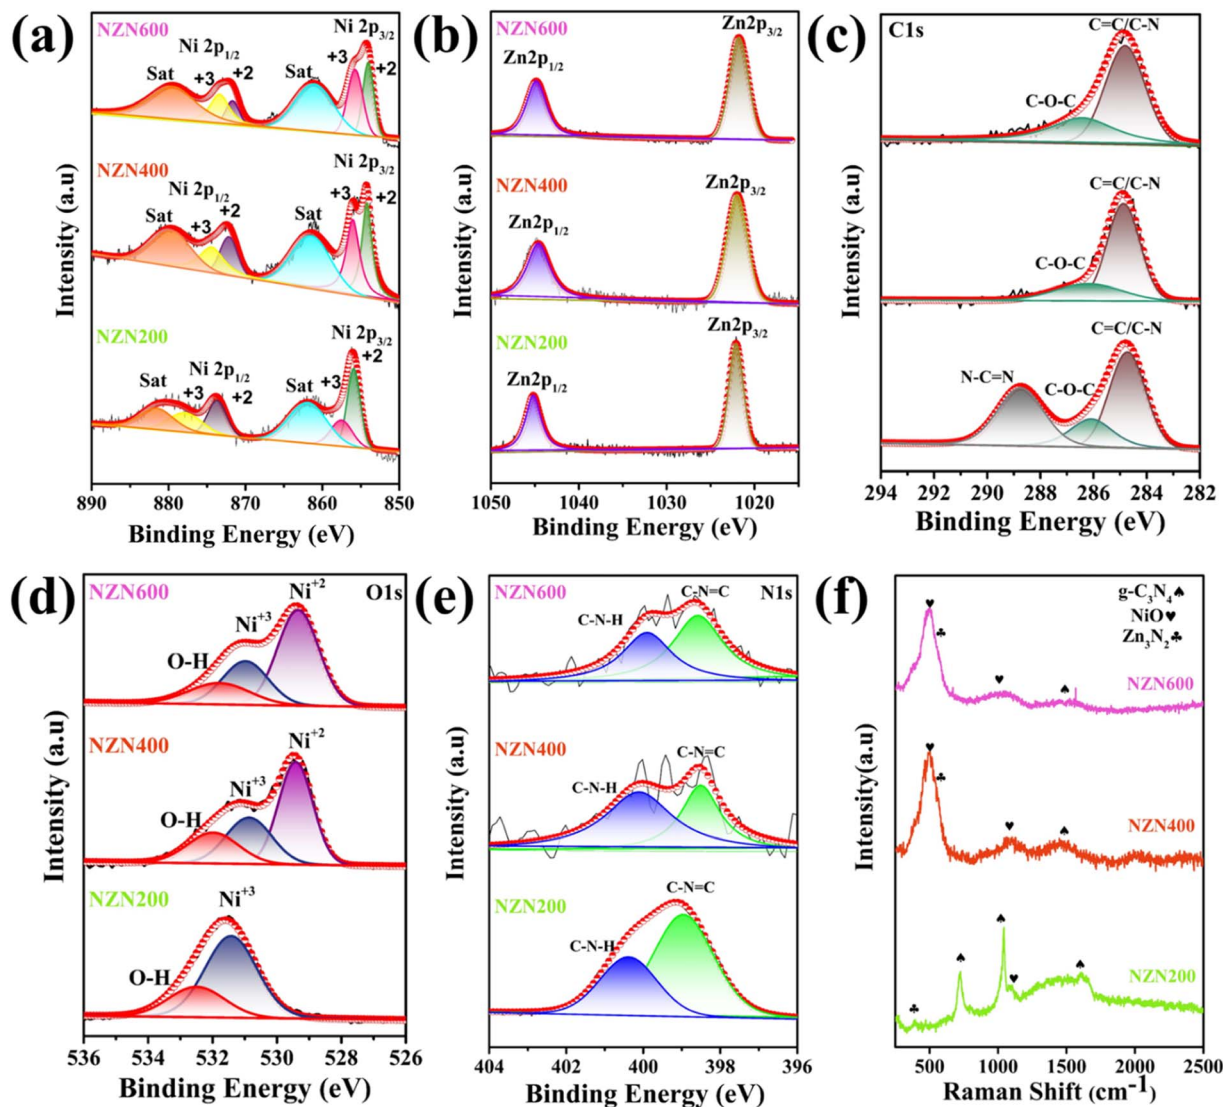 (a)
NZN600
Ni 2p1/2
Ni 2p3/2
Sat
+3
+2
Sat
+3
+2
NZN400
Ni 2p1/2
Ni 2p3/2
Sat
+3
+2
Sat
+3
+2
NZN200
Ni 2p1/2
Ni 2p3/2
Sat
+3
+2
Sat
+3
+2
Intensity (a.u)
890 880 870 860 850
Binding Energy (eV)
(b)
NZN600
Zn2p1/2
Zn2p3/2
NZN400
Zn2p1/2
Zn2p3/2
NZN200
Zn2p1/2
Zn2p3/2
Intensity (a.u)
1050 1040 1030 1020
Binding Energy (eV)
(c)
C1s
C=C/C-N
C-O-C
C=C/C-N
C-O-C
C=C/C-N
N-C=N
C-O-C
Intensity (a.u)
294 292 290 288 286 284 282
Binding Energy (eV)
(d)
NZN600
O1s
Ni+2
Ni+3
O-H
NZN400
Ni+2
Ni+3
O-H
NZN200
Ni+3
O-H
Intensity (a.u)
536 534 532 530 528 526
Binding Energy (eV)
(e)
NZN600
N1s
C-N=C
C-N-H
NZN400
C-N=C
C-N-H
NZN200
C-N=C
C-N-H
Intensity (a.u)
404 402 400 398 396
Binding Energy (eV)
(f)
g-C3N4♠
NiO♥
Zn3N2♣
NZN600
NZN400
NZN200
Intensity(a.u)
500 1000 1500 2000 2500
Raman Shift (cm-1)